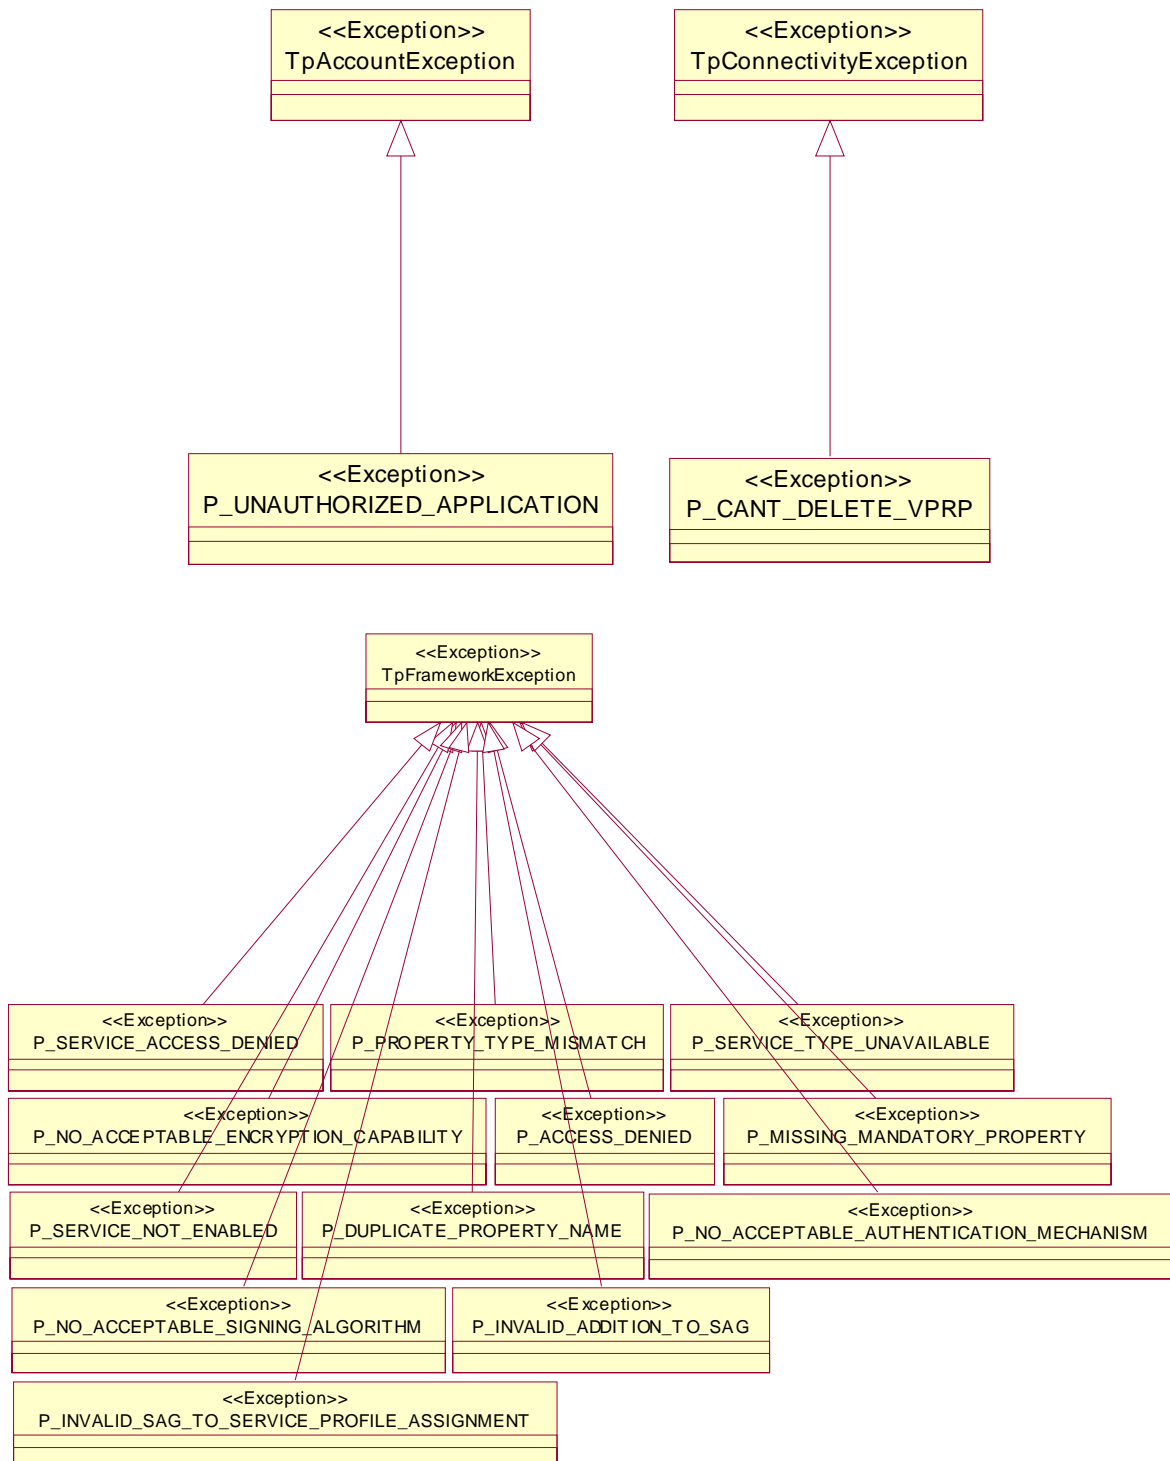 <<Exception>>
TpAccountException
<<Exception>>
TpConnectivityException
<<Exception>>
P_UNAUTHORIZED_APPLICATION
<<Exception>>
P_CANT_DELETE_VPRP
<<Exception>>
TpFrameworkException
<<Exception>>
P_SERVICE_ACCESS_DENIED
<<Exception>>
P_PROPERTY_TYPE_MISMATCH
<<Exception>>
P_SERVICE_TYPE_UNAVAILABLE
<<Exception>>
P_NO_ACCEPTABLE_ENCRYPTION_CAPABILITY
<<Exception>>
P_ACCESS_DENIED
<<Exception>>
P_MISSING_MANDATORY_PROPERTY
<<Exception>>
P_SERVICE_NOT_ENABLED
<<Exception>>
P_DUPLICATE_PROPERTY_NAME
<<Exception>>
P_NO_ACCEPTABLE_AUTHENTICATION_MECHANISM
<<Exception>>
P_NO_ACCEPTABLE_SIGNING_ALGORITHM
<<Exception>>
P_INVALID_ADDITION_TO_SAG
<<Exception>>
P_INVALID_SAG_TO_SERVICE_PROFILE_ASSIGNMENT